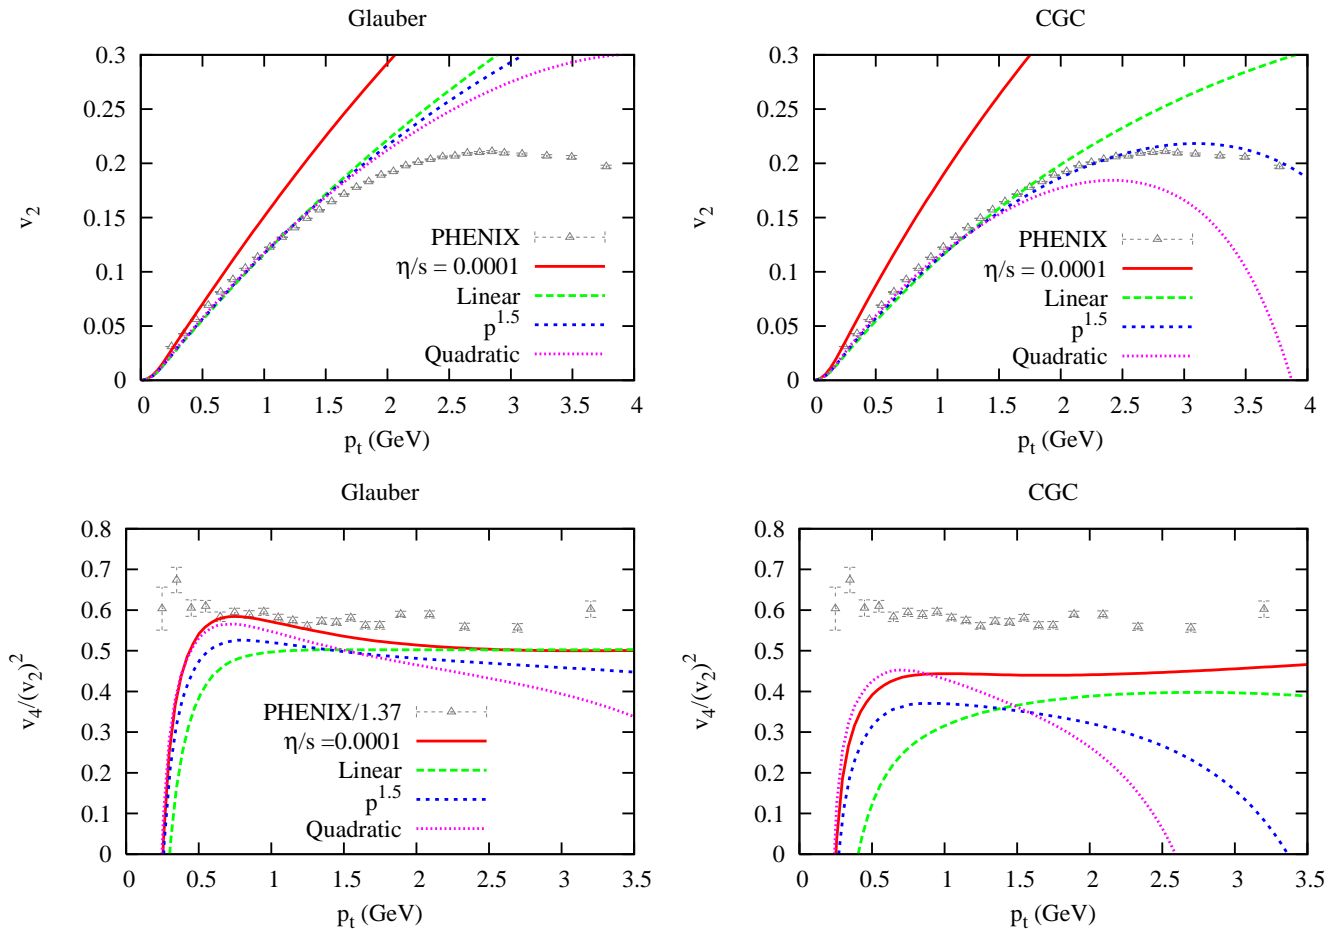 Glauber
0.3
0.25
0.2
0.15
0.1
0.05
0
v2
PHENIX
η/s = 0.0001
Linear
p^1.5
Quadratic
0 0.5 1 1.5 2 2.5 3 3.5 4
pt (GeV)
CGC
0.3
0.25
0.2
0.15
0.1
0.05
0
v2
PHENIX
η/s = 0.0001
Linear
p^1.5
Quadratic
0 0.5 1 1.5 2 2.5 3 3.5 4
pt (GeV)
Glauber
0.8
0.7
0.6
0.5
0.4
0.3
0.2
0.1
0
v4/(v2)^2
PHENIX/1.37
η/s =0.0001
Linear
p^1.5
Quadratic
0 0.5 1 1.5 2 2.5 3 3.5
pt (GeV)
CGC
0.8
0.7
0.6
0.5
0.4
0.3
0.2
0.1
0
v4/(v2)^2
0 0.5 1 1.5 2 2.5 3 3.5
pt (GeV)